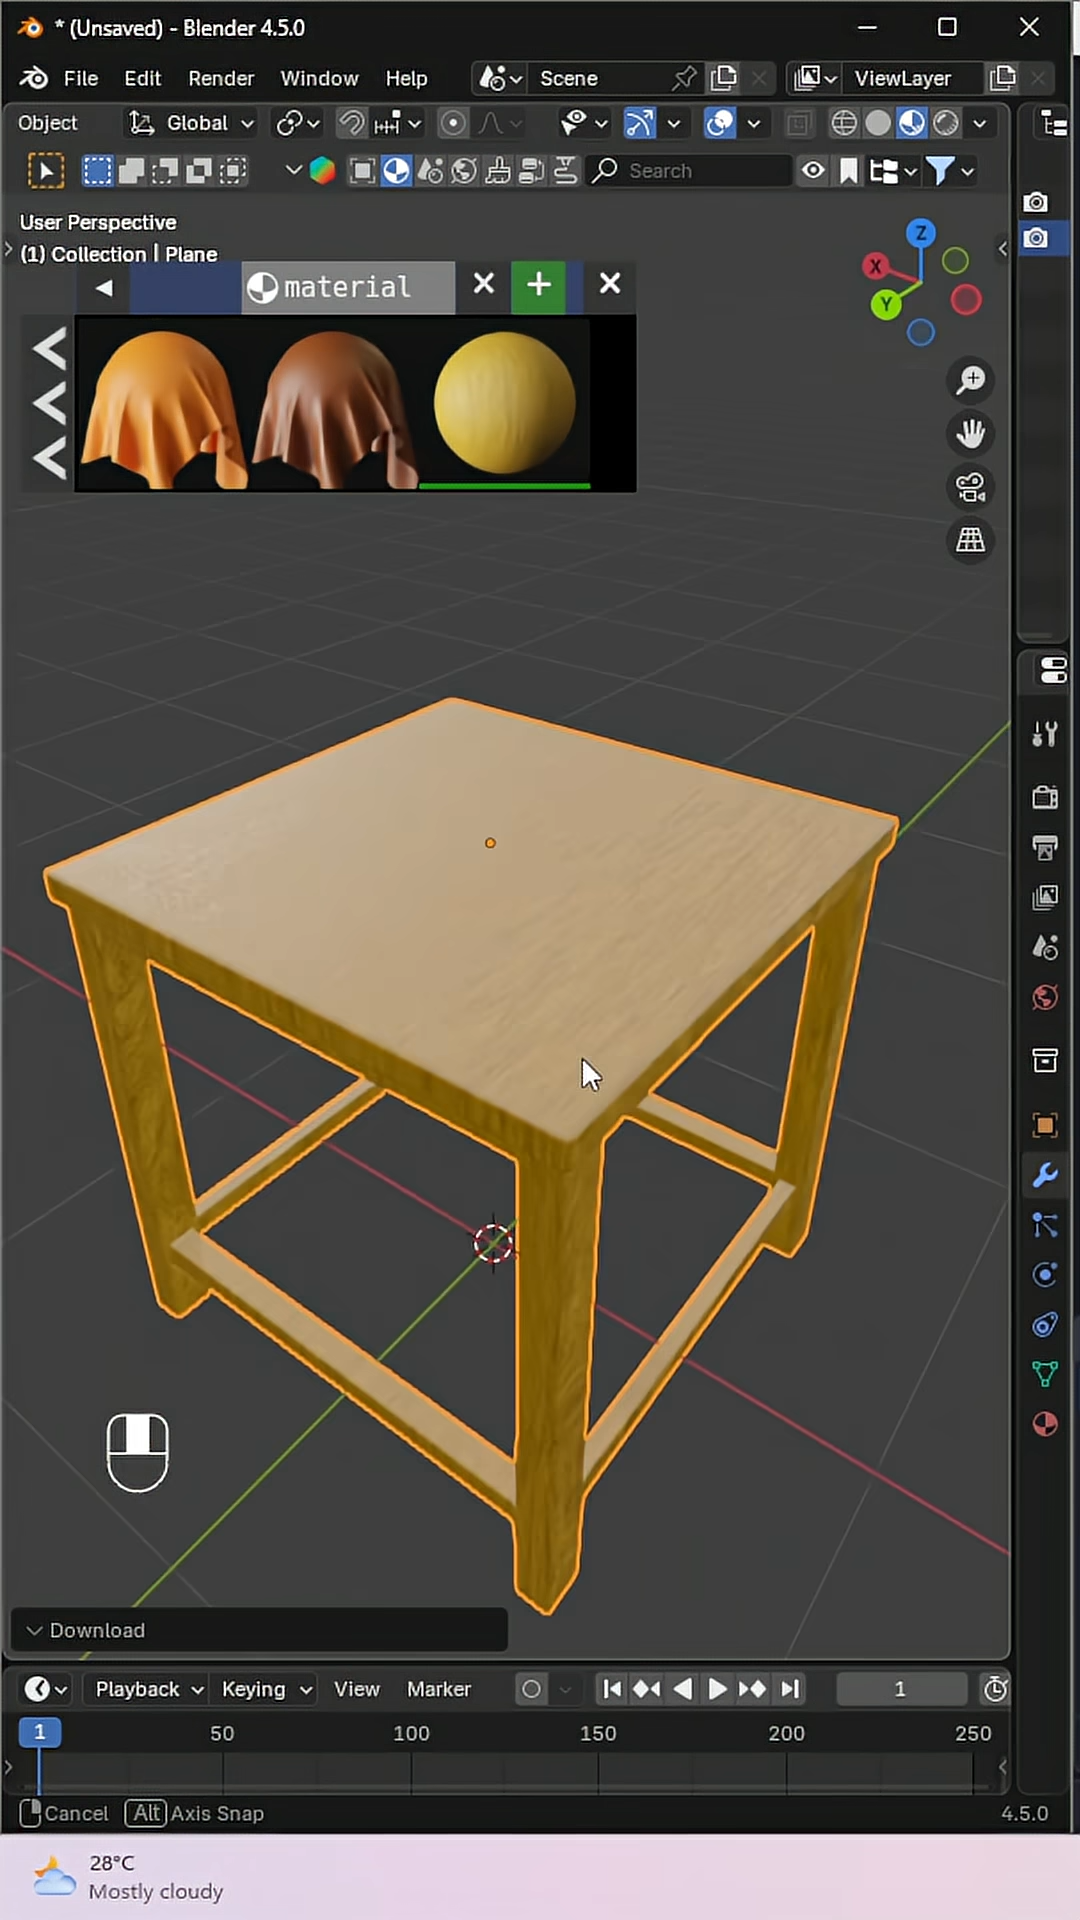 * (Unsaved) - Blender 4.5.0
File Edit Render Window Help Scene ViewLayer
Object Global
Search
User Perspective
(1) Collection | Plane
material
Z
X
Y
Download
Playback Keying View Marker 1
1 50 100 150 200 250
Cancel Alt Axis Snap 4.5.0
28°C
Mostly cloudy